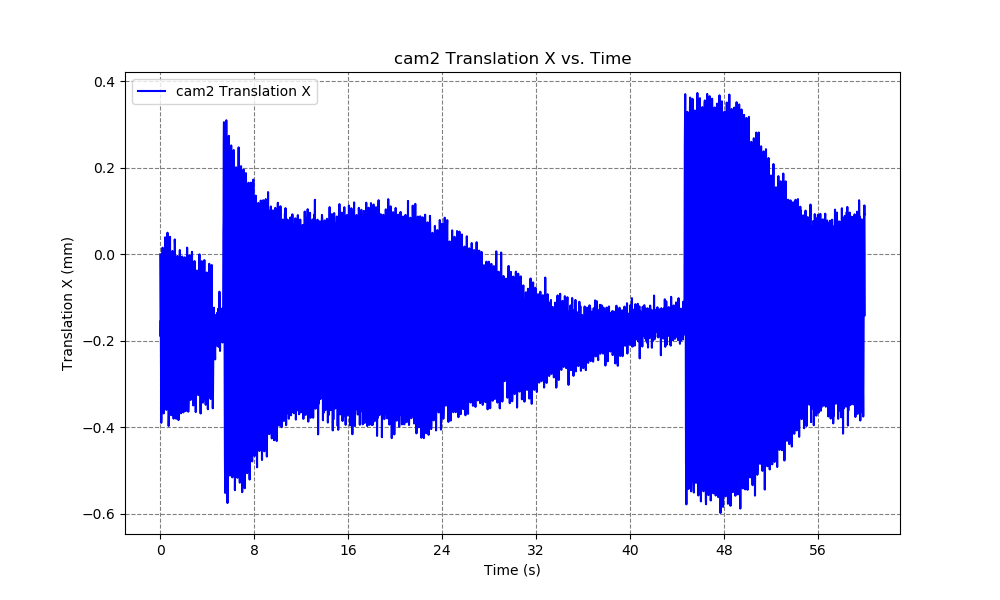 cam2 Translation X vs. Time
cam2 Translation X
Translation X (mm)
0.4
0.2
0.0
−0.2
−0.4
−0.6
0 8 16 24 32 40 48 56
Time (s)